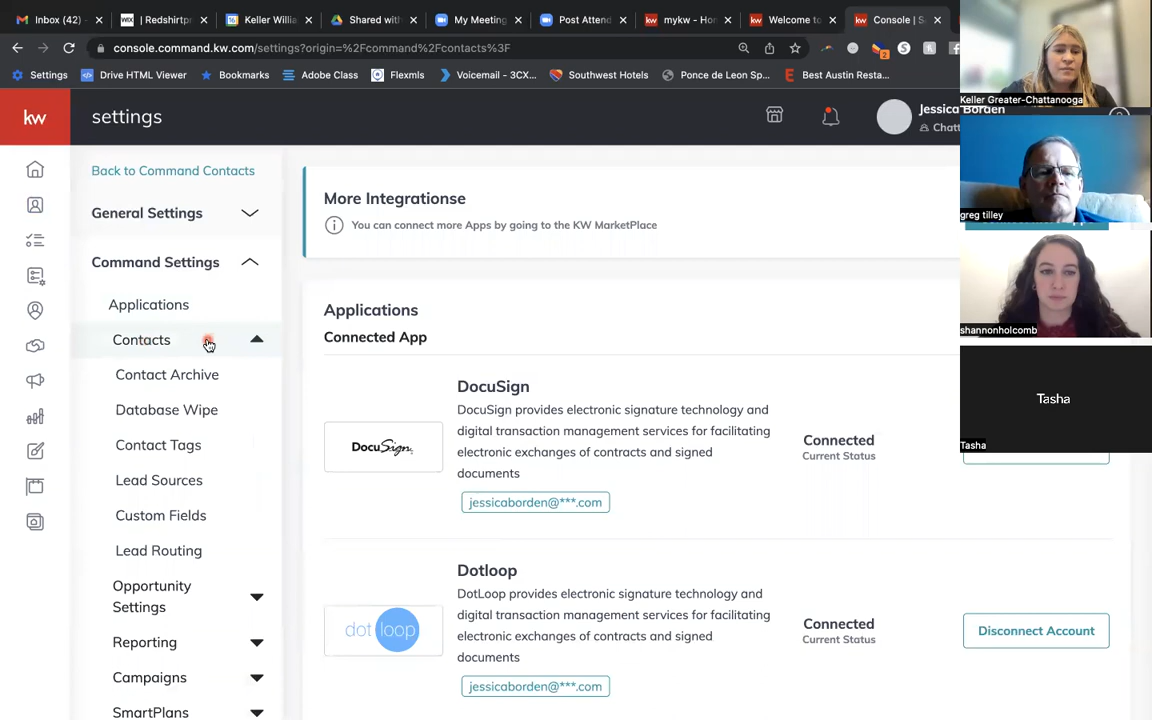 Inbox (42) -
| Redshirtpr
Keller Willia
Shared with
My Meeting
Post Attend
mykw - Ho
Welcome to
Console | S
console.command.kw.com/settings?origin=%2Fcommand%2Fcontacts%3F
Settings
Drive HTML Viewer
Bookmarks
Adobe Class
Flexmls
Voicemail - 3CX...
Southwest Hotels
Ponce de Leon Sp...
Best Austin Resta...
kw
settings
Jessica Borden
Chatt
Keller Greater-Chattanooga
greg tilley
shannonholcomb
Tasha
Tasha
Back to Command Contacts
General Settings
Command Settings
Applications
Contacts
Contact Archive
Database Wipe
Contact Tags
Lead Sources
Custom Fields
Lead Routing
Opportunity
Settings
Reporting
Campaigns
SmartPlans
More Integrationse
You can connect more Apps by going to the KW MarketPlace
Applications
Connected App
DocuSign
DocuSign provides electronic signature technology and
digital transaction management services for facilitating
electronic exchanges of contracts and signed
documents
jessicaborden@***.com
DocuSign
Connected
Current Status
Dotloop
DotLoop provides electronic signature technology and
digital transaction management services for facilitating
electronic exchanges of contracts and signed
documents
jessicaborden@***.com
dot loop
Connected
Current Status
Disconnect Account